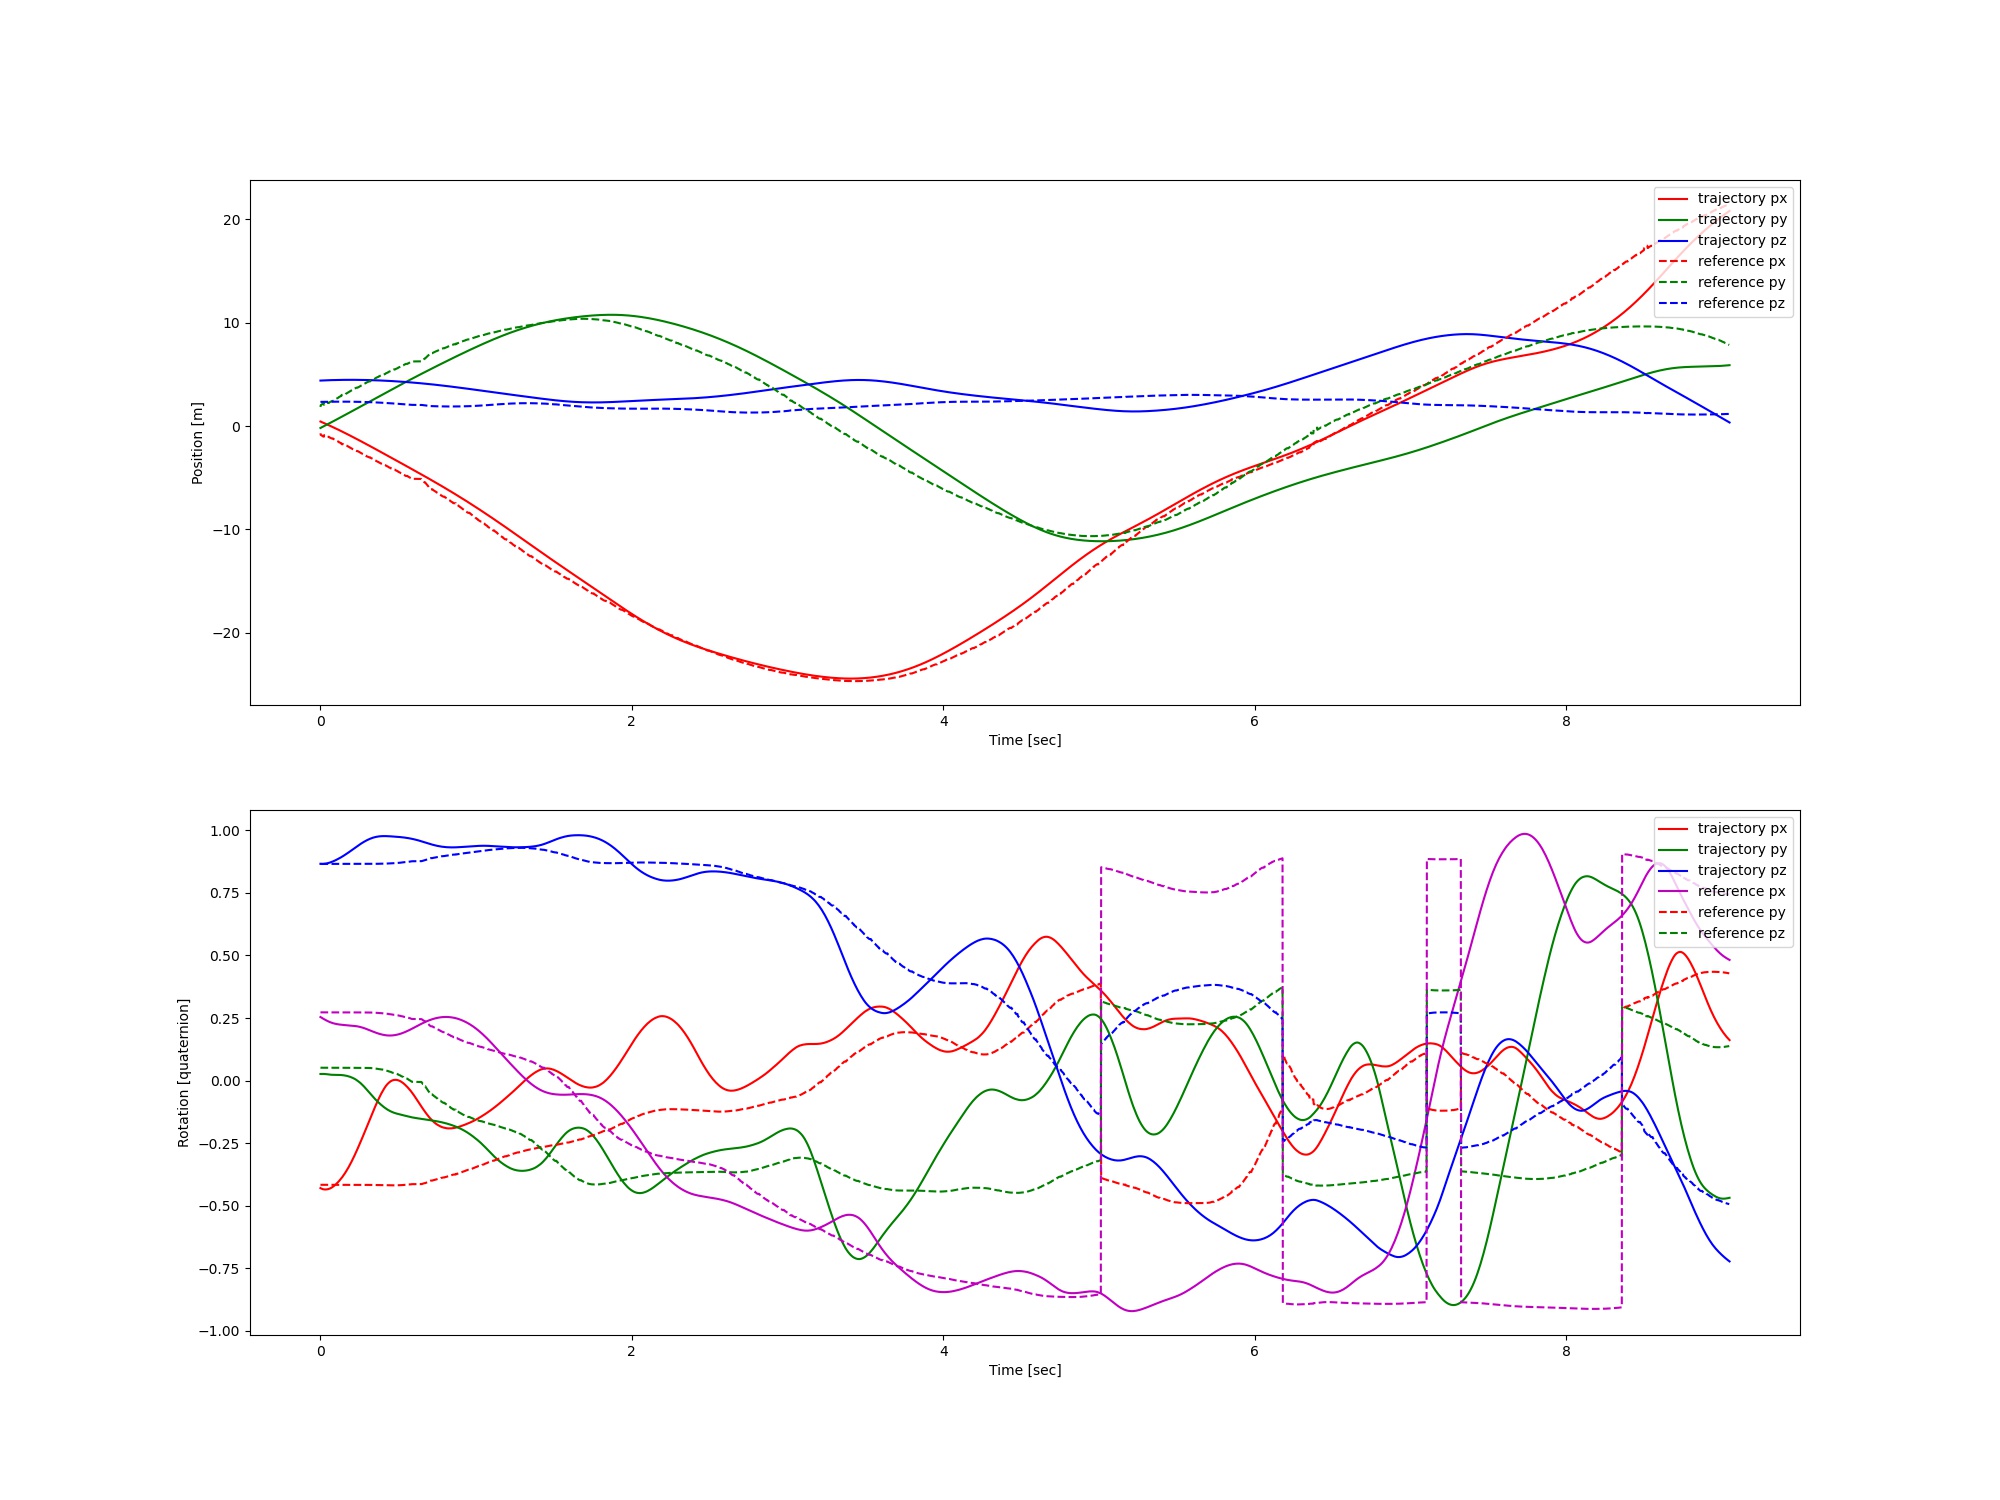 20
10
0
−10
−20
Position [m]
0
2
4
6
8
Time [sec]
trajectory px
trajectory py
trajectory pz
reference px
reference py
reference pz
1.00
0.75
0.50
0.25
0.00
−0.25
−0.50
−0.75
−1.00
Rotation [quaternion]
0
2
4
6
8
Time [sec]
trajectory px
trajectory py
trajectory pz
reference px
reference py
reference pz